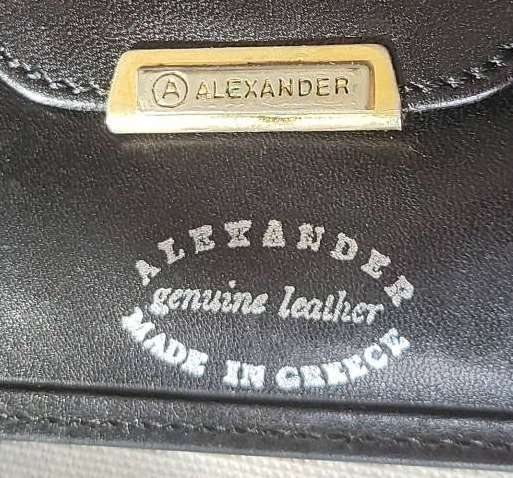 Ⓐ ALEXANDER
ALEXANDER
genuine leather
MADE IN GREECE